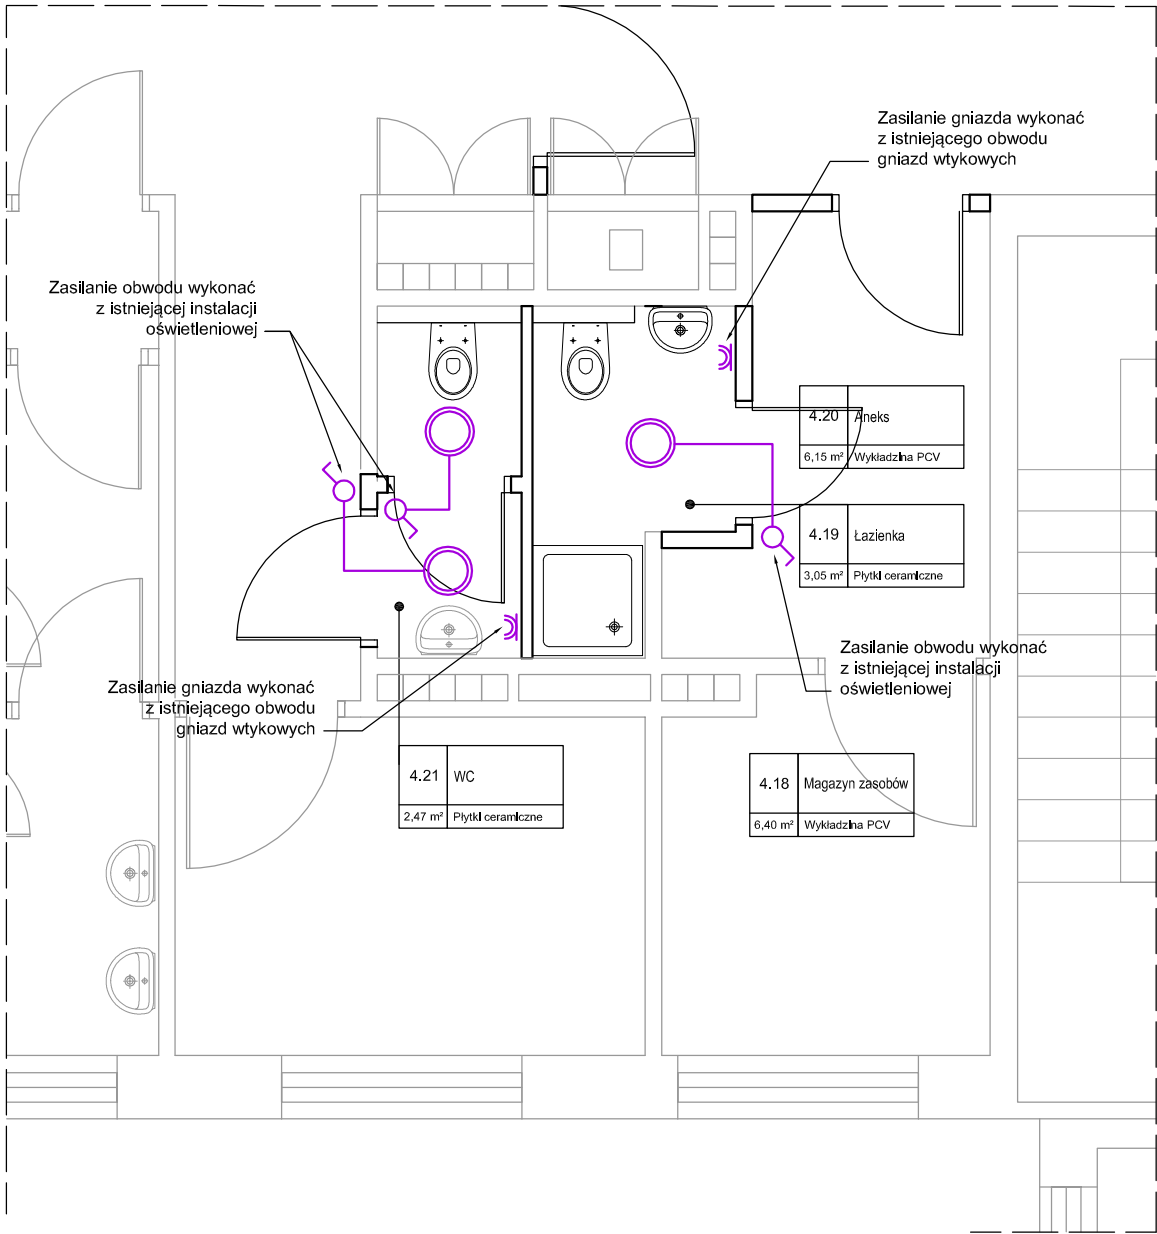 Zasilanie gniazda wykonać
z istniejącego obwodu
gniazd wtykowych
Zasilanie obwodu wykonać
z istniejącej instalacji
oświetleniowej
4.20 Aneks
6,15 m² Wykładzina PCV
4.19 Łazienka
3,05 m² Płytki ceramiczne
Zasilanie obwodu wykonać
z istniejącej instalacji
oświetleniowej
Zasilanie gniazda wykonać
z istniejącego obwodu
gniazd wtykowych
4.21 WC
2,47 m² Płytki ceramiczne
4.18 Magazyn zasobów
6,40 m² Wykładzina PCV